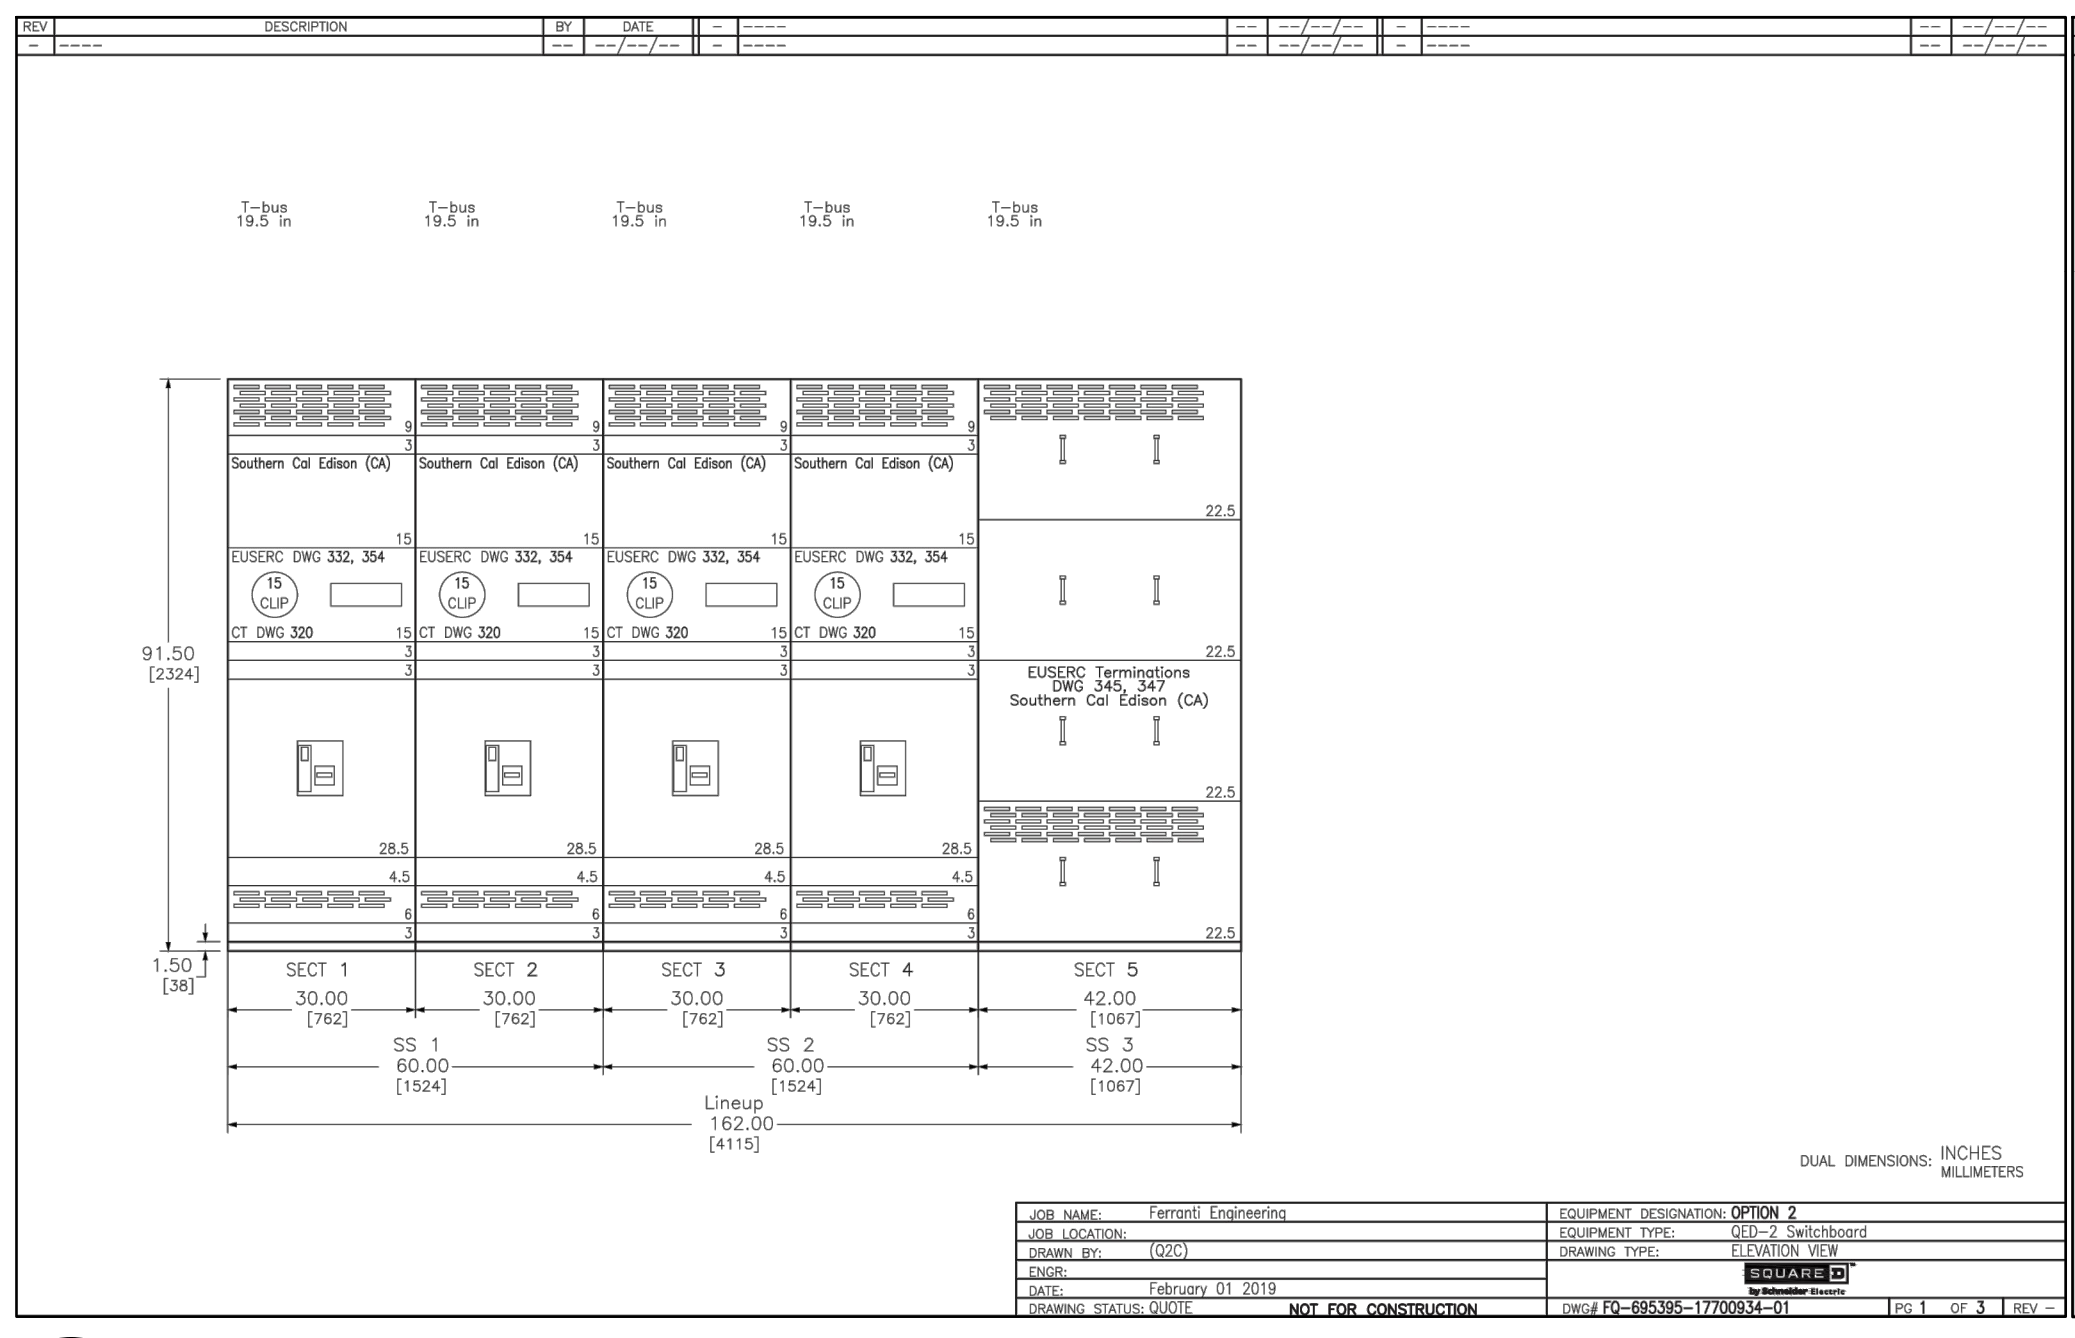 REV DESCRIPTION BY DATE - ---- -- --/--/-- - ---- -- --/--/--
- ---- -- --/--/-- - ---- -- --/--/-- - ---- -- --/--/--
T-bus T-bus T-bus T-bus T-bus
19.5 in 19.5 in 19.5 in 19.5 in 19.5 in
9 9 9 9
3 3 3 3
Southern Cal Edison (CA) Southern Cal Edison (CA) Southern Cal Edison (CA) Southern Cal Edison (CA)
22.5
15 15 15 15
EUSERC DWG 332, 354 EUSERC DWG 332, 354 EUSERC DWG 332, 354 EUSERC DWG 332, 354
15 15 15 15
CLIP CLIP CLIP CLIP
CT DWG 320 15 CT DWG 320 15 CT DWG 320 15 CT DWG 320 15
3 3 3 3 22.5
91.50
[2324]
3 3 3 3
EUSERC Terminations
DWG 345, 347
Southern Cal Edison (CA)
22.5
28.5 28.5 28.5 28.5
4.5 4.5 4.5 4.5
6 6 6 6
3 3 3 3 22.5
1.50
[38]
SECT 1 SECT 2 SECT 3 SECT 4 SECT 5
30.00 30.00 30.00 30.00 42.00
[762] [762] [762] [762] [1067]
SS 1 SS 2 SS 3
60.00 60.00 42.00
[1524] [1524] [1067]
Lineup
162.00
[4115]
DUAL DIMENSIONS: INCHES
MILLIMETERS
JOB NAME: Ferranti Engineering
JOB LOCATION:
DRAWN BY: (Q2C)
ENGR:
DATE: February 01 2019
DRAWING STATUS: QUOTE NOT FOR CONSTRUCTION
EQUIPMENT DESIGNATION: OPTION 2
EQUIPMENT TYPE: QED-2 Switchboard
DRAWING TYPE: ELEVATION VIEW
SQUARE D ™
by Schneider Electric
DWG# FQ-695395-17700934-01 PG 1 OF 3 REV -